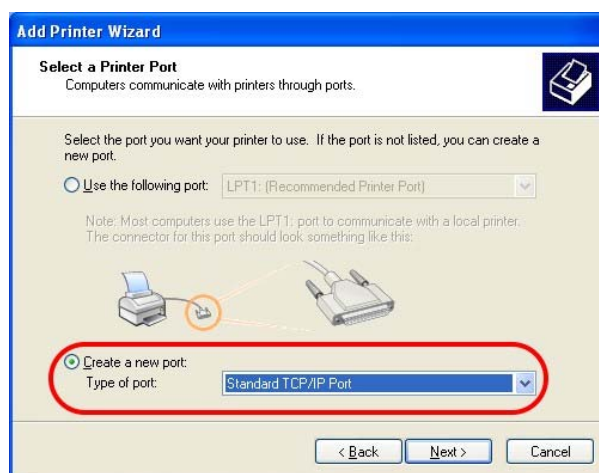 Add Printer Wizard
Select a Printer Port
Computers communicate with printers through ports.
Select the port you want your printer to use. If the port is not listed, you can create a
new port.
Use the following port: LPT1: (Recommended Printer Port)
Note: Most computers use the LPT1: port to communicate with a local printer.
The connector for this port should look something like this:
Create a new port:
Type of port: Standard TCP/IP Port
< Back Next > Cancel